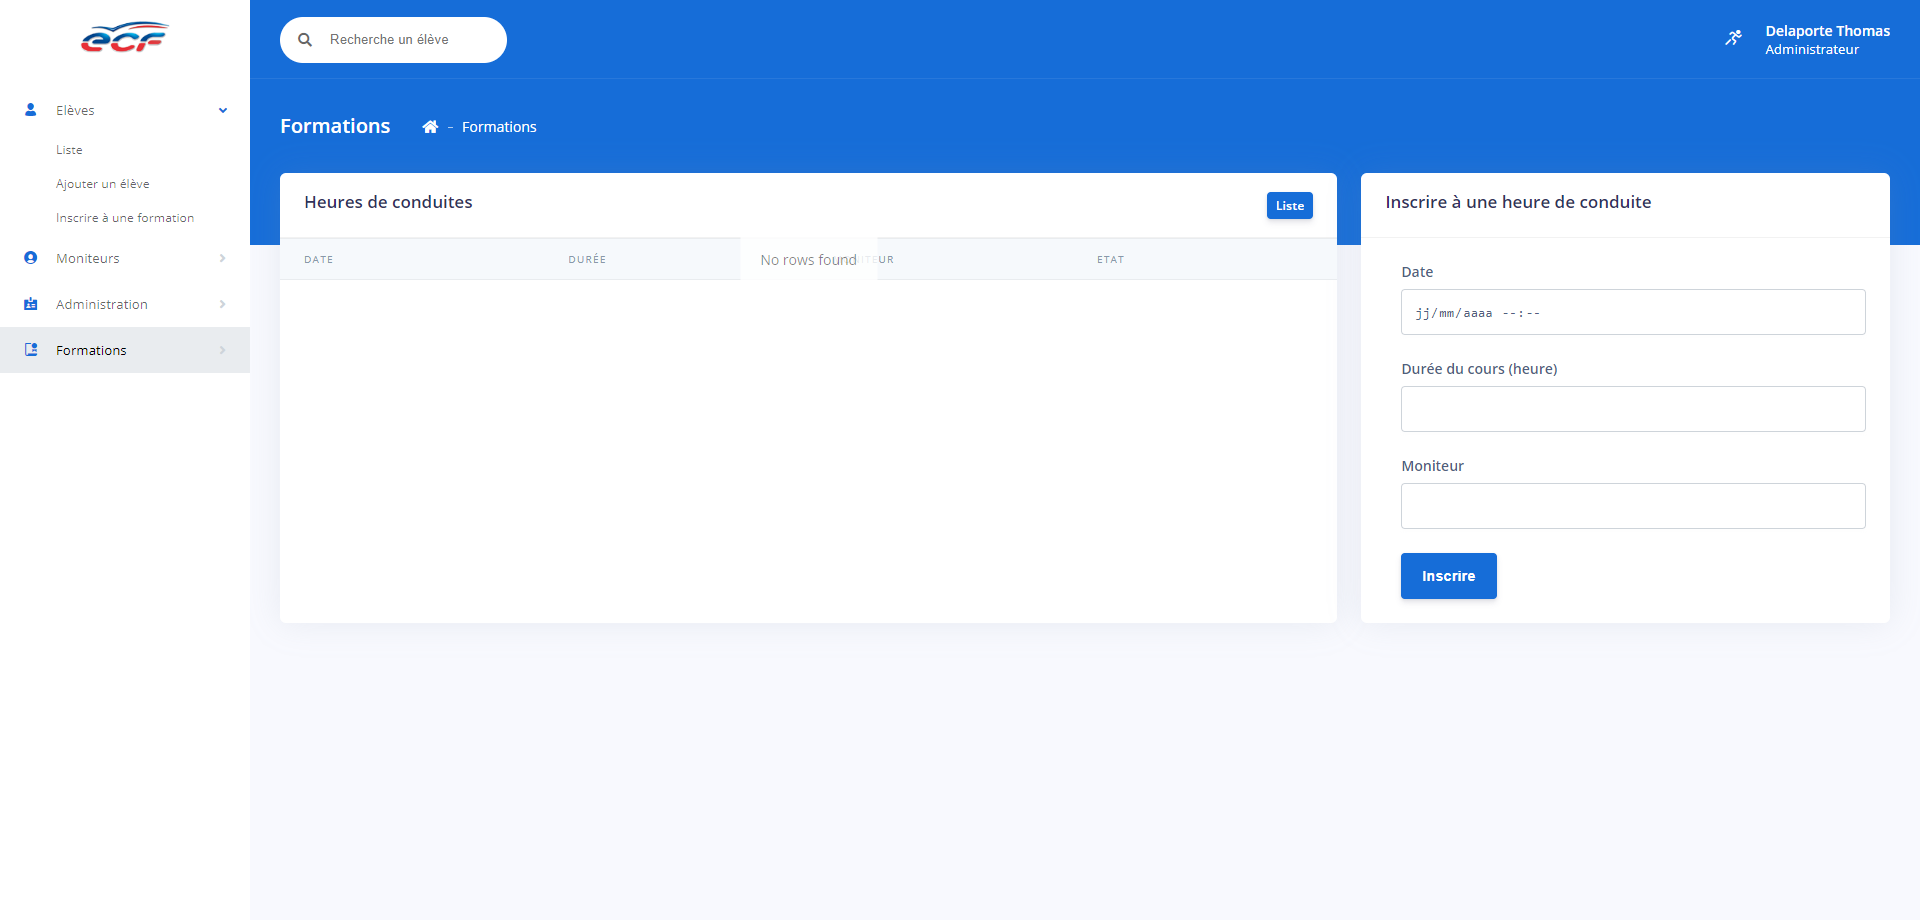 ecf
Recherche un élève
Delaporte Thomas
Administrateur
Elèves
Liste
Ajouter un élève
Inscrire à une formation
Moniteurs
Administration
Formations
Formations
- Formations
Heures de conduites
Liste
DATE
DURÉE
No rows found
ETAT
Inscrire à une heure de conduite
Date
jj/mm/aaaa --:--
Durée du cours (heure)
Moniteur
Inscrire